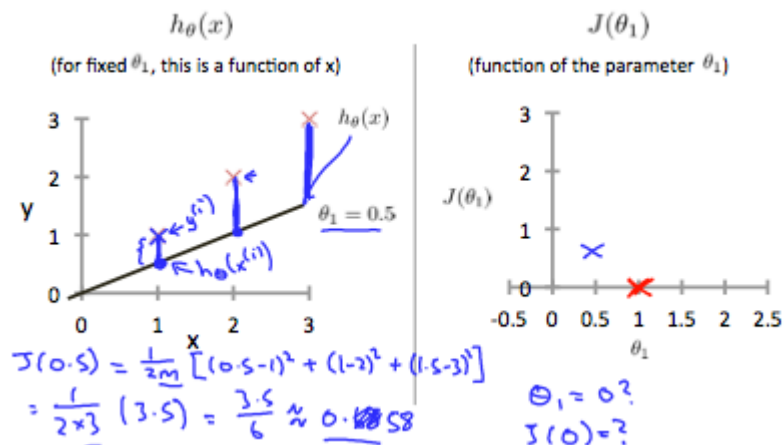 h_θ(x)
(for fixed θ₁, this is a function of x)
3
2
1
0
y
0 1 2 3
x
h_θ(x)
θ₁ = 0.5
y^(i)
h_θ(x^(i))
J(0.5) = 1/2m [(0.5-1)² + (1-2)² + (1.5-3)²]
= 1/2×3 (3.5) = 3.5/6 ≈ 0.58
J(θ₁)
(function of the parameter θ₁)
3
2
1
0
J(θ₁)
-0.5 0 0.5 1 1.5 2 2.5
θ₁
θ₁ = 0?
J(0) = ?